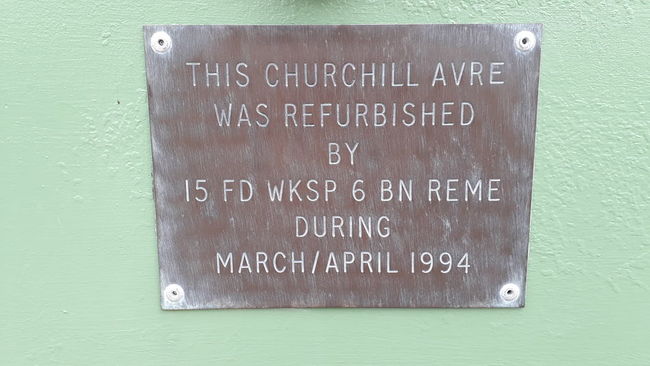 THIS CHURCHILL AVRE
WAS REFURBISHED
BY
15 FD WKSP 6 BN REME
DURING
MARCH/APRIL 1994